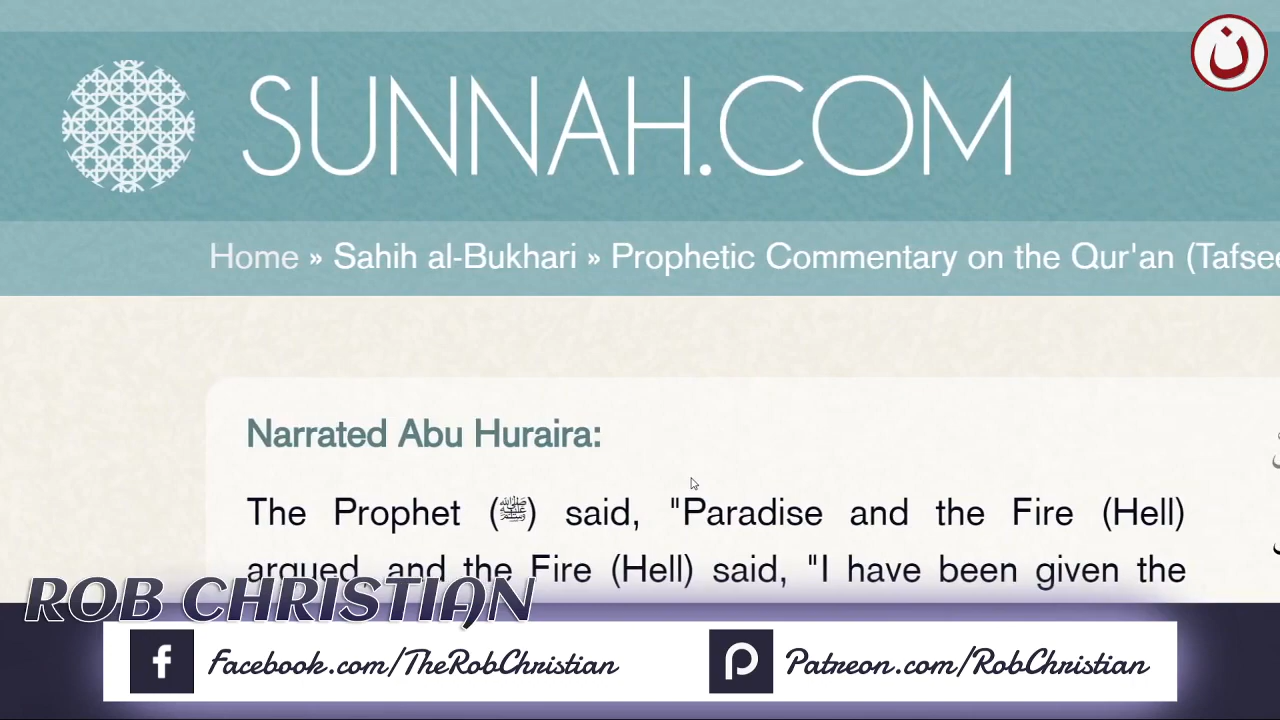 ن
SUNNAH.COM
Home » Sahih al-Bukhari » Prophetic Commentary on the Qur'an (Tafsee
Narrated Abu Huraira:
The Prophet (ﷺ) said, "Paradise and the Fire (Hell)
argued, and the Fire (Hell) said, "I have been given the
ROB CHRISTIAN
Facebook.com/TheRobChristian
Patreon.com/RobChristian